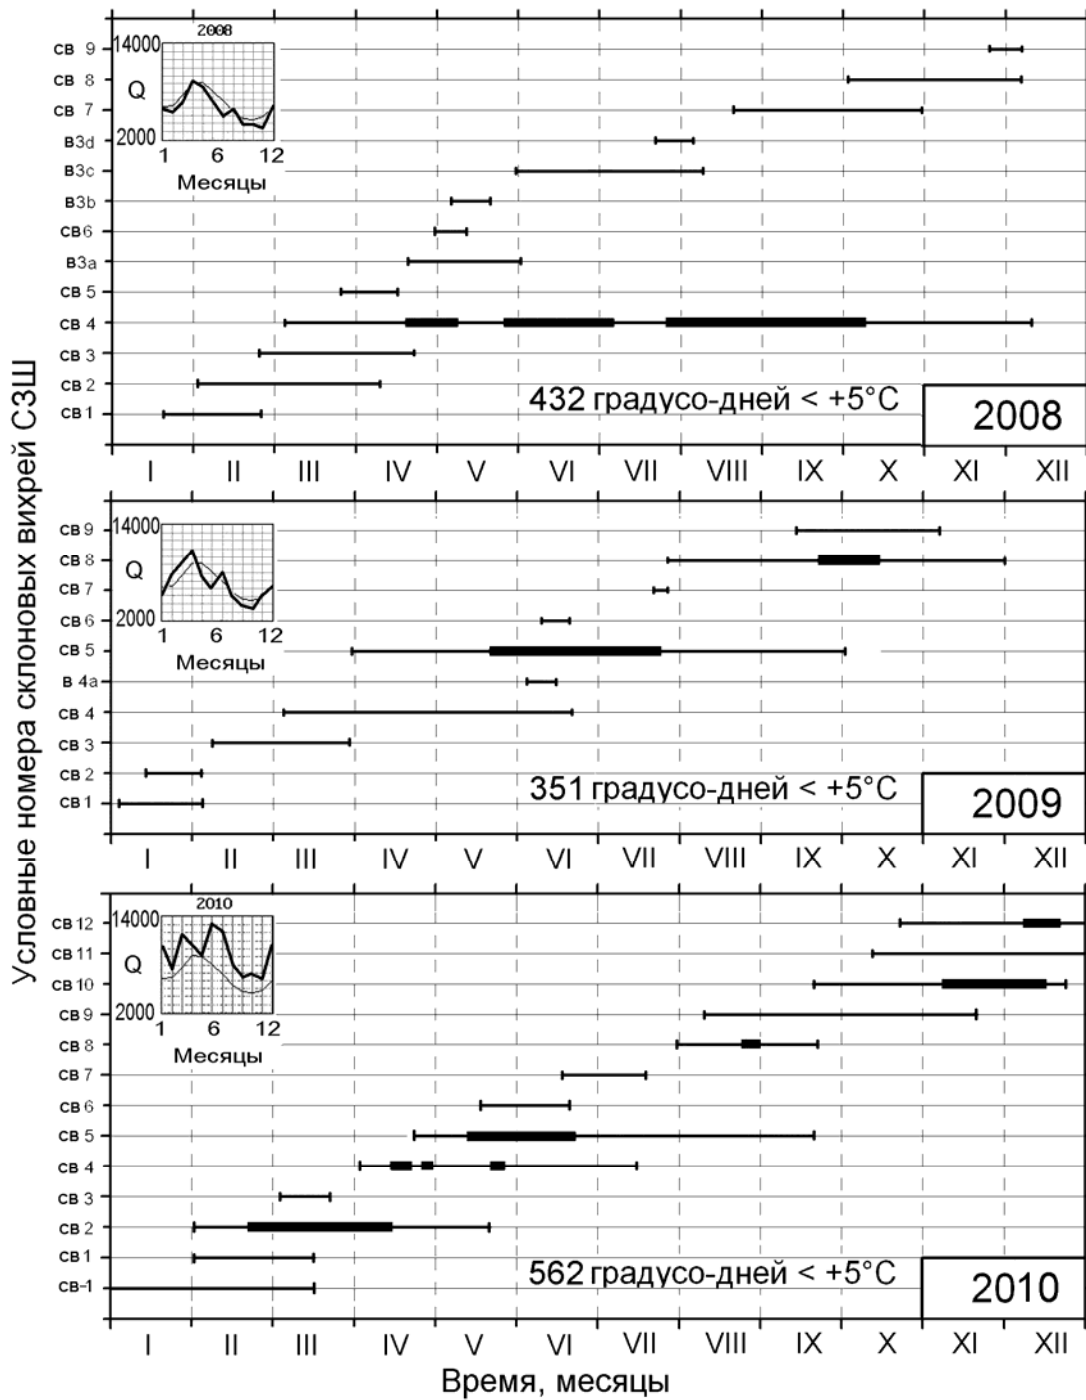 Условные номера склоновых вихрей СЗШ
2008
14000
Q
2000
1 6 12
Месяцы
СВ 9
СВ 8
СВ 7
В3d
В3c
В3b
СВ6
В3a
СВ 5
СВ 4
СВ 3
СВ 2
СВ 1
432 градусо-дней < +5°C
2008
I II III IV V VI VII VIII IX X XI XII
14000
Q
2000
1 6 12
Месяцы
СВ 9
СВ 8
СВ 7
СВ 6
СВ 5
В 4a
СВ 4
СВ 3
СВ 2
СВ 1
351 градусо-дней < +5°C
2009
I II III IV V VI VII VIII IX X XI XII
2010
14000
Q
2000
1 6 12
Месяцы
СВ 12
СВ 11
СВ 10
СВ 9
СВ 8
СВ 7
СВ 6
СВ 5
СВ 4
СВ 3
СВ 2
СВ 1
СВ-1
562 градусо-дней < +5°C
2010
I II III IV V VI VII VIII IX X XI XII
Время, месяцы